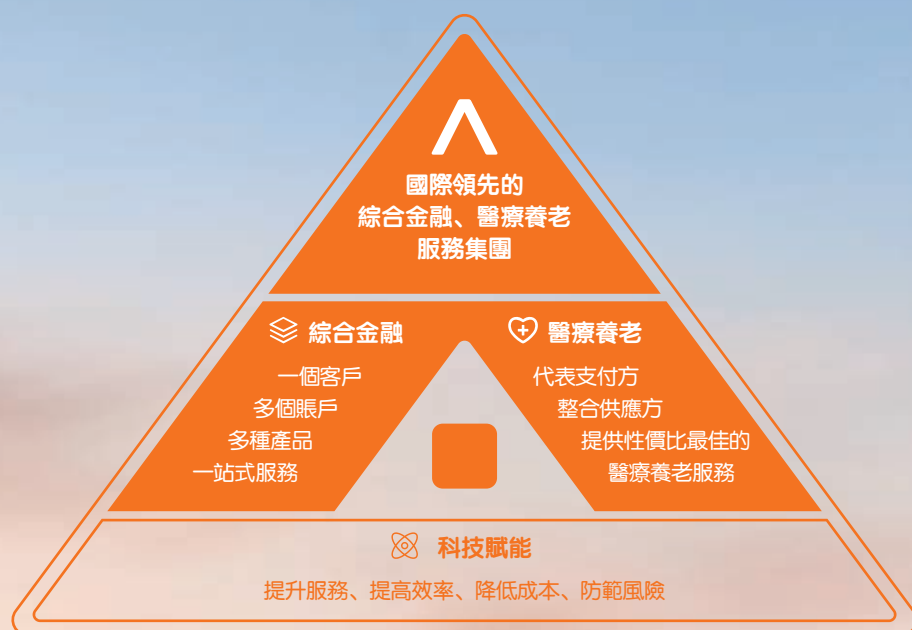 國際領先的
綜合金融、醫療養老
服務集團
綜合金融
一個客戶
多個賬戶
多種產品
一站式服務
醫療養老
代表支付方
整合供應方
提供性價比最佳的
醫療養老服務
科技賦能
提升服務、提高效率、降低成本、防範風險